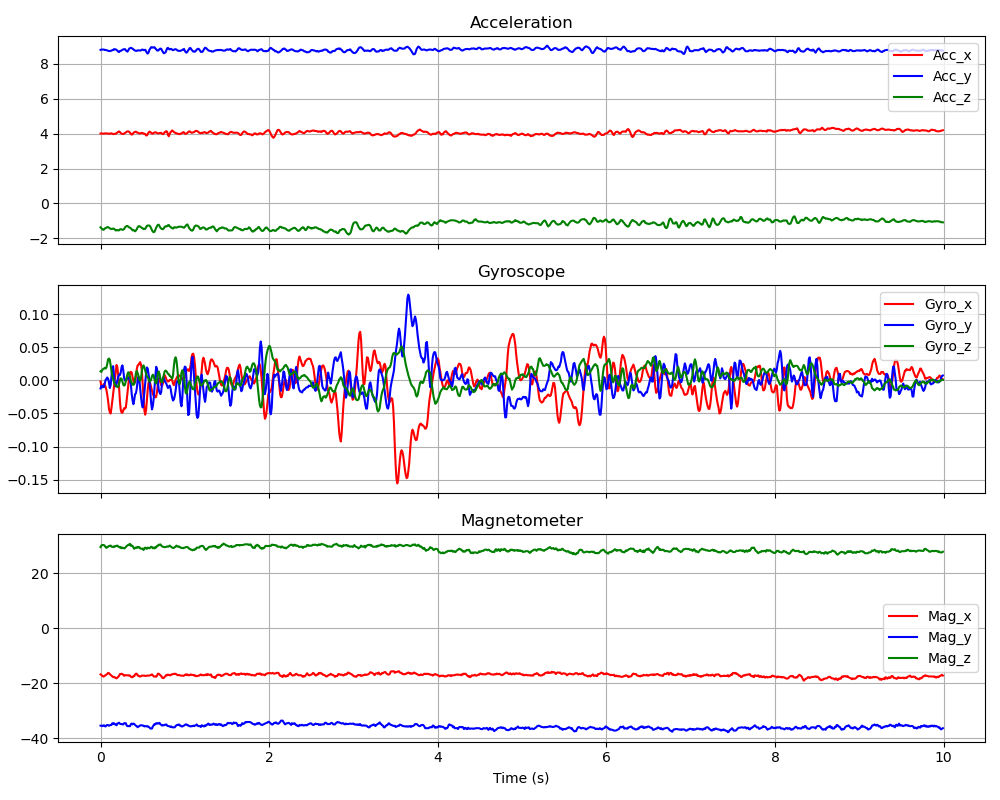 Acceleration
8
6
4
2
0
−2
Acc_x
Acc_y
Acc_z
Gyroscope
0.10
0.05
0.00
−0.05
−0.10
−0.15
Gyro_x
Gyro_y
Gyro_z
Magnetometer
20
0
−20
−40
Mag_x
Mag_y
Mag_z
0 2 4 6 8 10
Time (s)